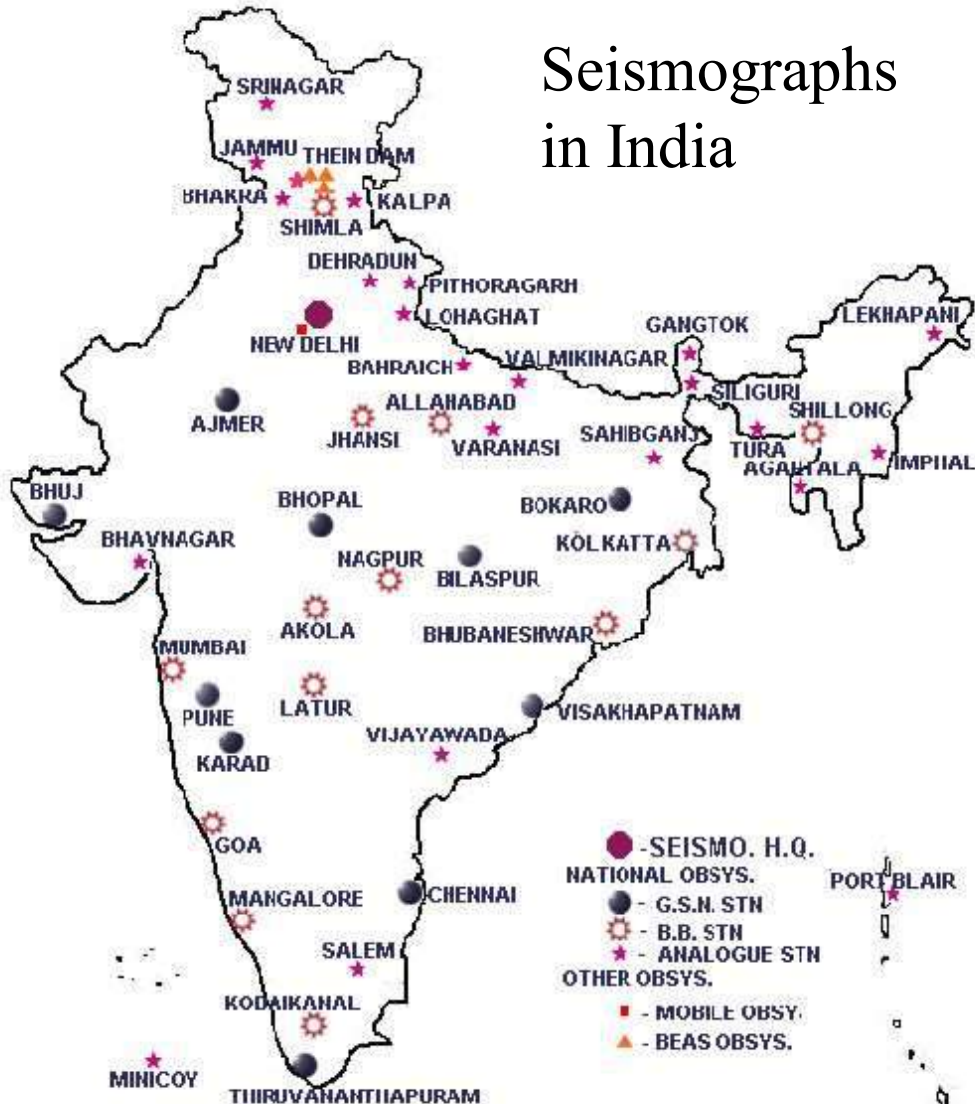 Seismographs
in India
SRINAGAR
JAMMU
THEIN DAM
BHAKRA
KALPA
SHIMLA
DEHRADUN
PITHORAGARH
LOHAGHAT
NEW DELHI
GANGTOK
LEKHAPANI
BAHRAICH
VALMIKINAGAR
SILIGURI
ALLAHABAD
SHILLONG
AJMER
JHANSI
VARANASI
SAHIBGANJ
TURA
AGARTALA
IMPHAL
BHUJ
BHOPAL
BOKARO
BHAVNAGAR
KOLKATTA
NAGPUR
BILASPUR
AKOLA
BHUBANESHWAR
MUMBAI
LATUR
PUNE
VISAKHAPATNAM
VIJAYAWADA
KARAD
GOA
MANGALORE
CHENNAI
SALEM
KODAIKANAL
MINICOY
THIRUVANANTHAPURAM
PORT BLAIR
- SEISMO. H.Q.
NATIONAL OBSYS.
- G.S.N. STN
- B.B. STN
- ANALOGUE STN
OTHER OBSYS.
- MOBILE OBSY.
- BEAS OBSYS.